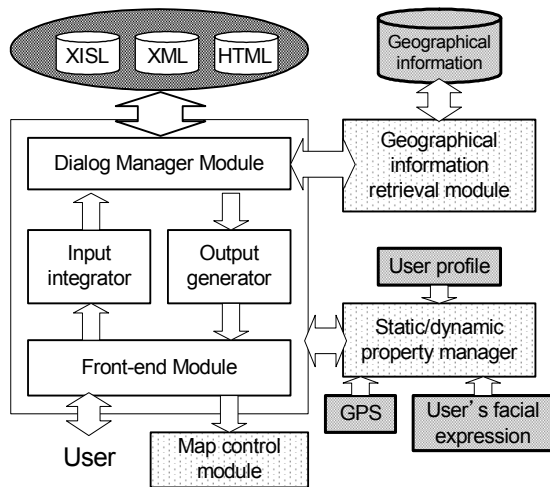 XISL
XML
HTML
Geographical
information
Dialog Manager Module
Geographical
information
retrieval module
Input
integrator
Output
generator
User profile
Static/dynamic
property manager
Front-end Module
GPS
User's facial
expression
User
Map control
module